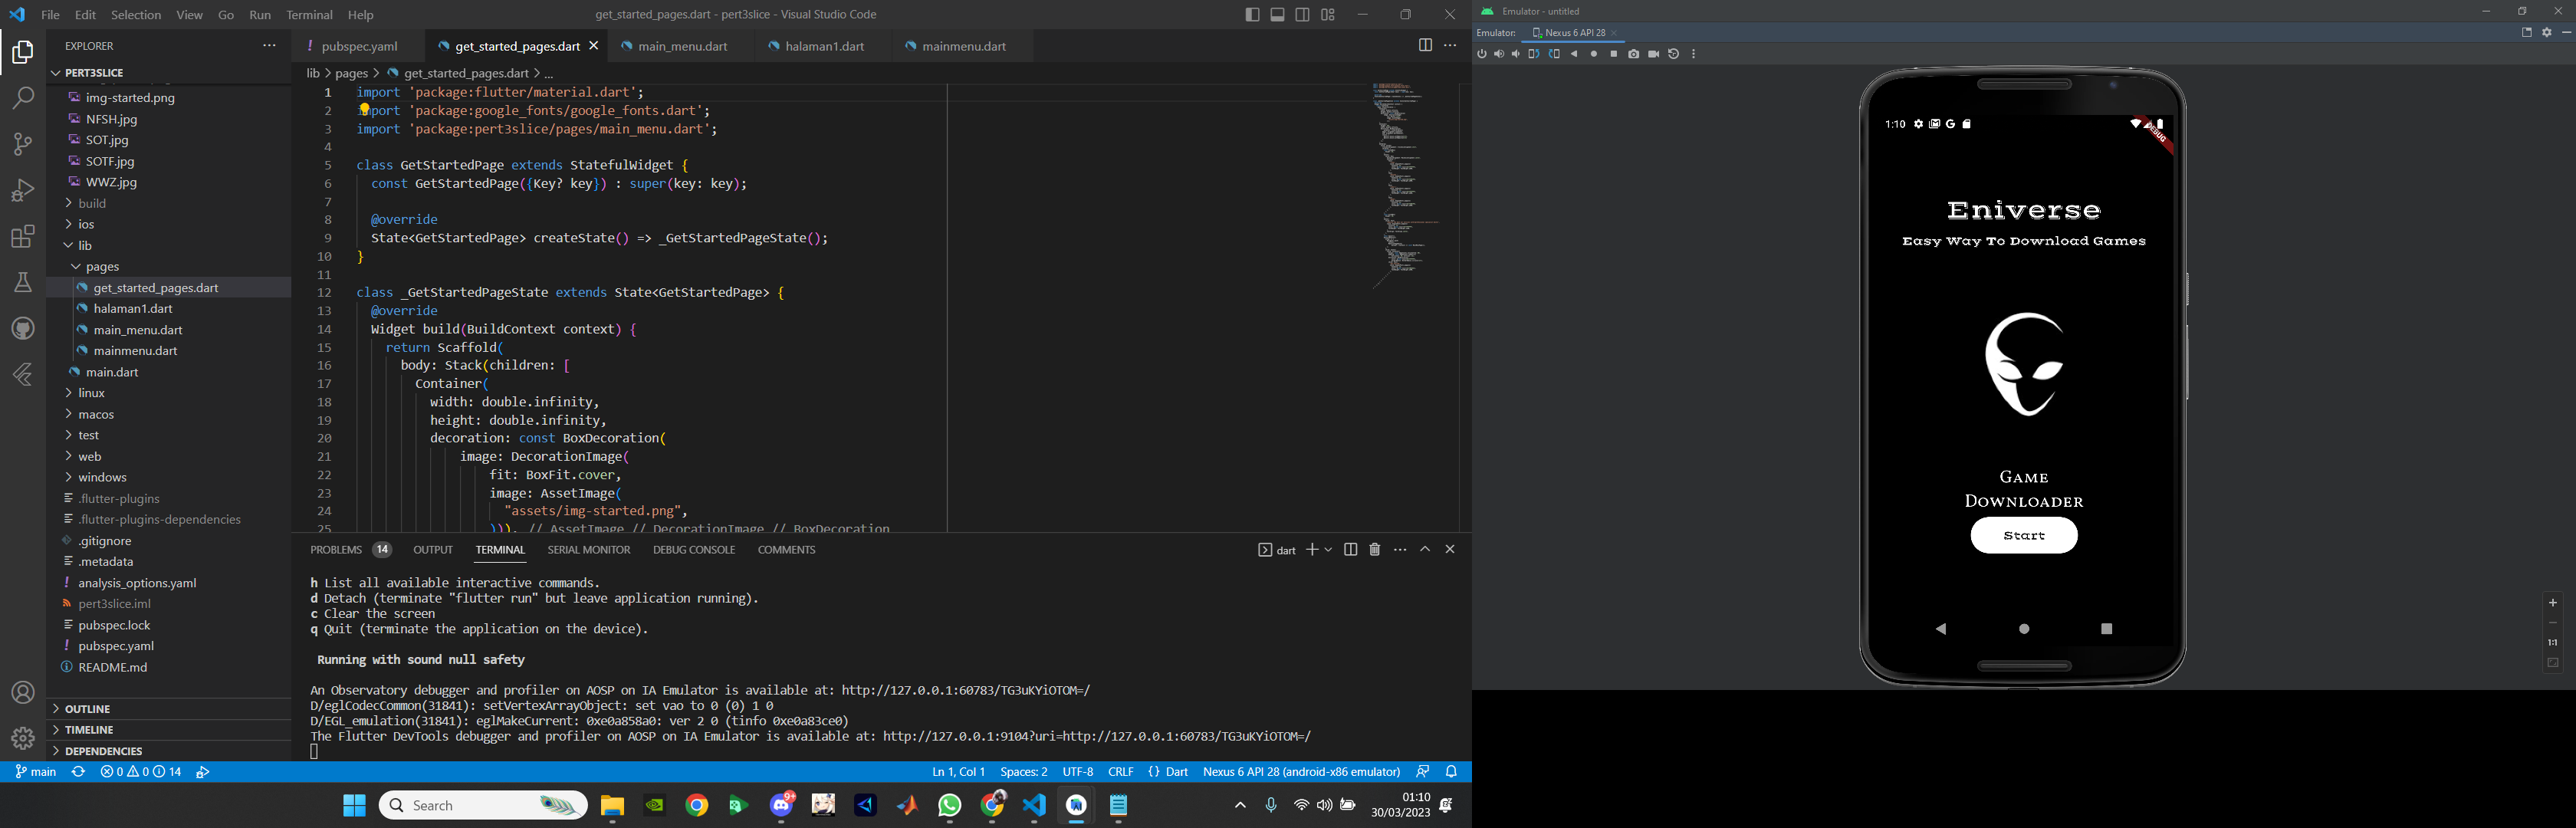 File Edit Selection View Go Run Terminal Help
get_started_pages.dart - pert3slice - Visual Studio Code
EXPLORER
PERT3SLICE
img-started.png
NFSH.jpg
SOT.jpg
SOTF.jpg
WWZ.jpg
build
ios
lib
pages
get_started_pages.dart
halaman1.dart
main_menu.dart
mainmenu.dart
main.dart
linux
macos
test
web
windows
.flutter-plugins
.flutter-plugins-dependencies
.gitignore
.metadata
analysis_options.yaml
pert3slice.iml
pubspec.lock
pubspec.yaml
README.md
OUTLINE
TIMELINE
DEPENDENCIES
pubspec.yaml get_started_pages.dart main_menu.dart halaman1.dart mainmenu.dart
lib > pages > get_started_pages.dart > ...
1 import 'package:flutter/material.dart';
2 import 'package:google_fonts/google_fonts.dart';
3 import 'package:pert3slice/pages/main_menu.dart';
4
5 class GetStartedPage extends StatefulWidget {
6 const GetStartedPage({Key? key}) : super(key: key);
7
8 @override
9 State<GetStartedPage> createState() => _GetStartedPageState();
10 }
11
12 class _GetStartedPageState extends State<GetStartedPage> {
13 @override
14 Widget build(BuildContext context) {
15 return Scaffold(
16 body: Stack(children: [
17 Container(
18 width: double.infinity,
19 height: double.infinity,
20 decoration: const BoxDecoration(
21 image: DecorationImage(
22 fit: BoxFit.cover,
23 image: AssetImage(
24 "assets/img-started.png",
25 ))), // AssetImage // DecorationImage // BoxDecoration
PROBLEMS 14 OUTPUT TERMINAL SERIAL MONITOR DEBUG CONSOLE COMMENTS
dart
h List all available interactive commands.
d Detach (terminate "flutter run" but leave application running).
c Clear the screen
q Quit (terminate the application on the device).
Running with sound null safety
An Observatory debugger and profiler on AOSP on IA Emulator is available at: http://127.0.0.1:60783/TG3uKYiOTOM=/
D/eglCodecCommon(31841): setVertexArrayObject: set vao to 0 (0) 1 0
D/EGL_emulation(31841): eglMakeCurrent: 0xe0a858a0: ver 2 0 (tinfo 0xe0a83ce0)
The Flutter DevTools debugger and profiler on AOSP on IA Emulator is available at: http://127.0.0.1:9104?uri=http://127.0.0.1:60783/TG3uKYiOTOM=/
main 0 0 14
Ln 1, Col 1 Spaces: 2 UTF-8 CRLF {} Dart Nexus 6 API 28 (android-x86 emulator)
Search
9+
01:10
30/03/2023
Emulator - untitled
Emulator: Nexus 6 API 28
1:10
DEBUG
Eniverse
Easy Way To Download Games
Game
Downloader
Start
1:1